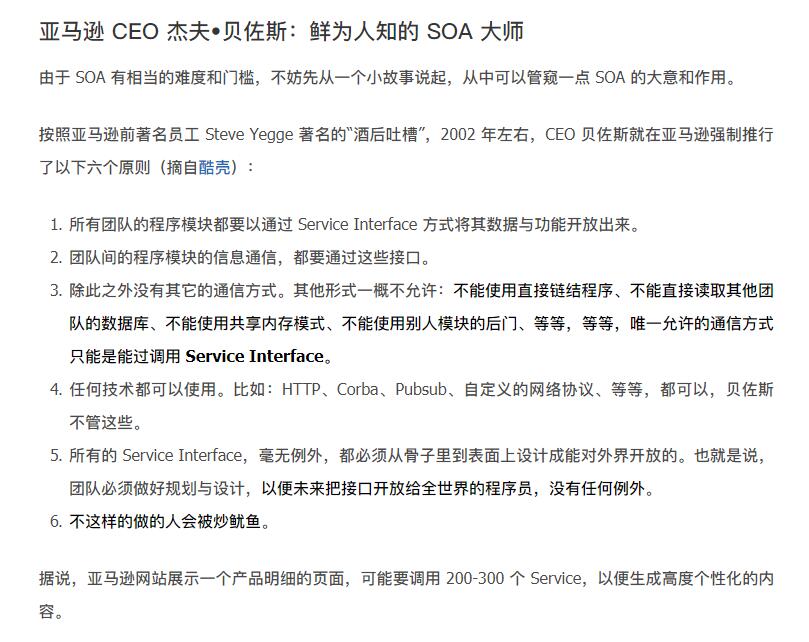 亚马逊 CEO 杰夫•贝佐斯：鲜为人知的 SOA 大师
由于 SOA 有相当的难度和门槛，不妨先从一个小故事说起，从中可以管窥一点 SOA 的大意和作用。
按照亚马逊前著名员工 Steve Yegge 著名的“酒后吐槽”，2002 年左右，CEO 贝佐斯就在亚马逊强制推行
了以下六个原则（摘自酷壳）：
1. 所有团队的程序模块都要以通过 Service Interface 方式将其数据与功能开放出来。
2. 团队间的程序模块的信息通信，都要通过这些接口。
3. 除此之外没有其它的通信方式。其他形式一概不允许：不能使用直接链结程序、不能直接读取其他团
队的数据库、不能使用共享内存模式、不能使用别人模块的后门、等等，等等，唯一允许的通信方式
只能是能过调用 Service Interface。
4. 任何技术都可以使用。比如：HTTP、Corba、Pubsub、自定义的网络协议、等等，都可以，贝佐斯
不管这些。
5. 所有的 Service Interface，毫无例外，都必须从骨子里到表面上设计成能对外界开放的。也就是说，
团队必须做好规划与设计，以便未来把接口开放给全世界的程序员，没有任何例外。
6. 不这样的做的人会被炒鱿鱼。
据说，亚马逊网站展示一个产品明细的页面，可能要调用 200-300 个 Service，以便生成高度个性化的内
容。